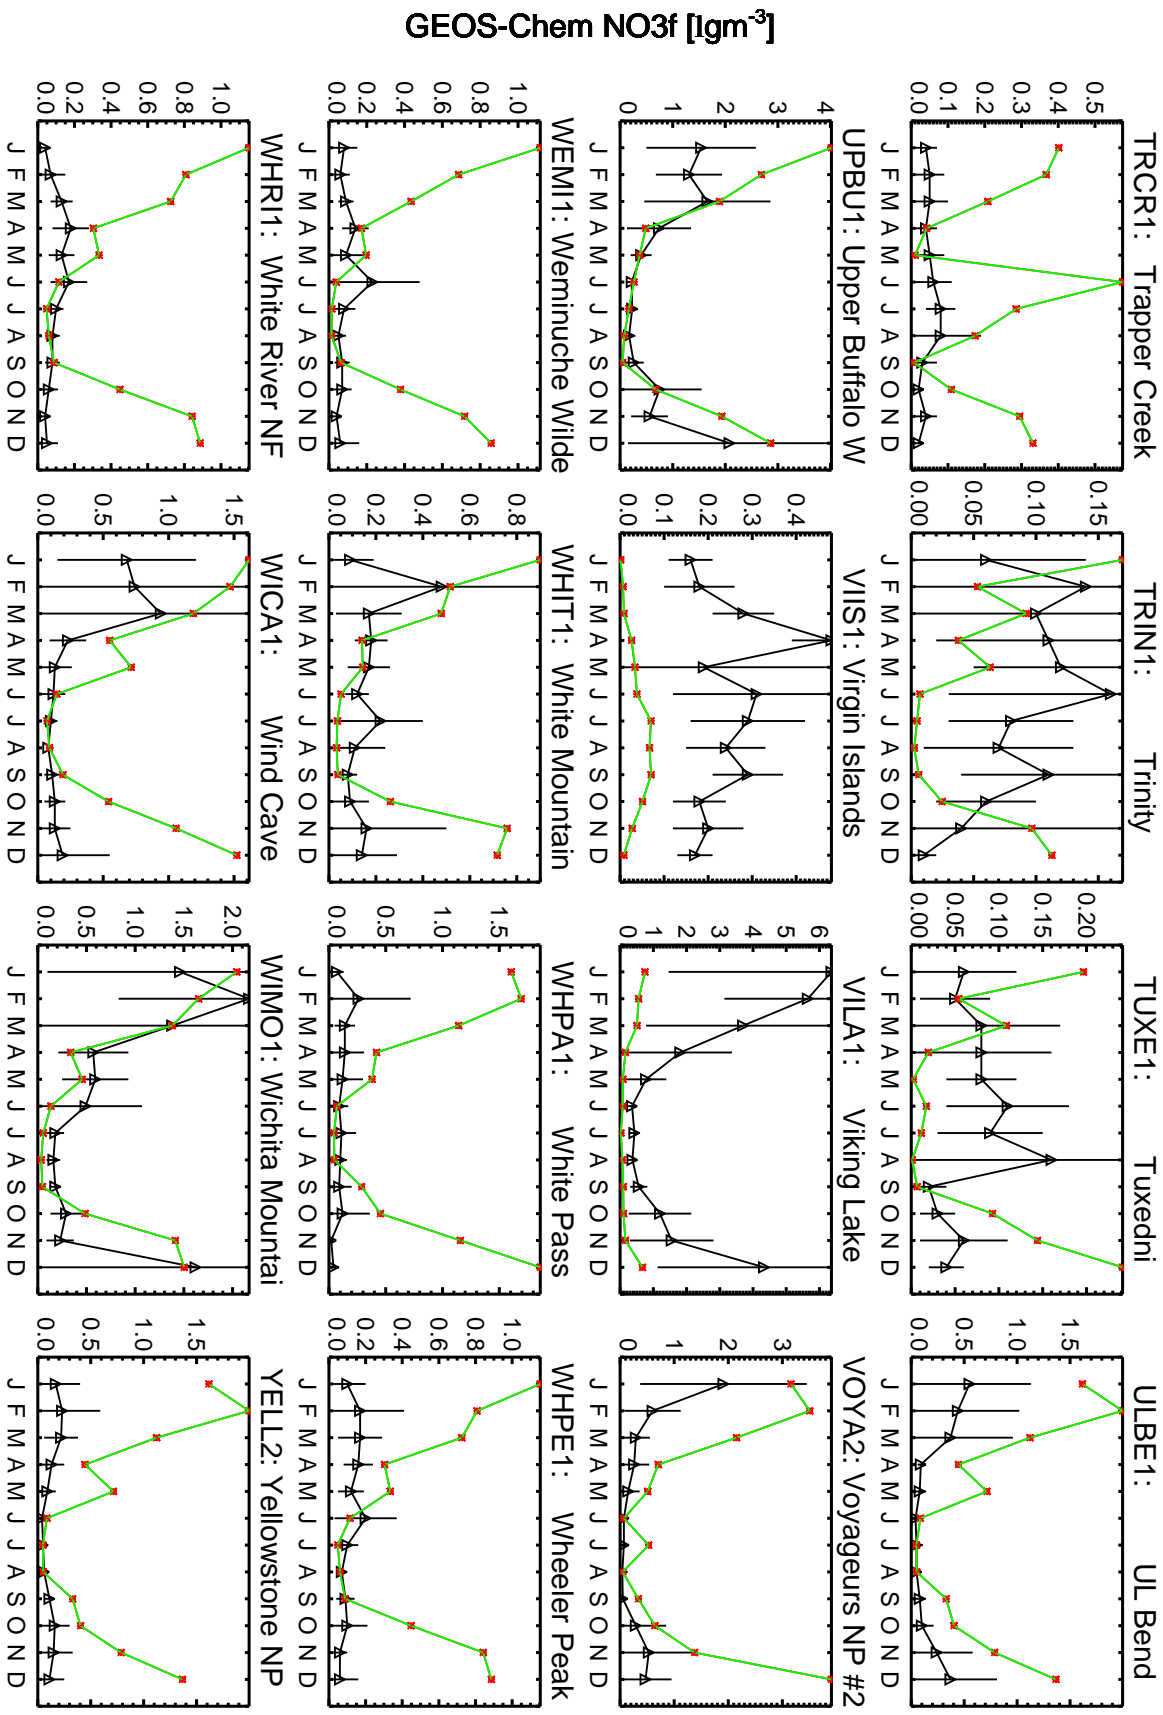 GEOS-Chem NO3f [Igm⁻³]
TRCR1: Trapper Creek
0.5
0.4
0.3
0.2
0.1
0.0
J F M A M J J A S O N D
TRIN1: Trinity
0.15
0.10
0.05
0.00
J F M A M J J A S O N D
TUXE1: Tuxedni
0.20
0.15
0.10
0.05
0.00
J F M A M J J A S O N D
ULBE1: UL Bend
1.5
1.0
0.5
0.0
J F M A M J J A S O N D
UPBU1: Upper Buffalo W
4
3
2
1
0
J F M A M J J A S O N D
VIIS1: Virgin Islands
0.4
0.3
0.2
0.1
0.0
J F M A M J J A S O N D
VILA1: Viking Lake
6
5
4
3
2
1
0
J F M A M J J A S O N D
VOYA2: Voyageurs NP #2
3
2
1
0
J F M A M J J A S O N D
WEMI1: Weminuche Wilde
1.0
0.8
0.6
0.4
0.2
0.0
J F M A M J J A S O N D
WHIT1: White Mountain
0.8
0.6
0.4
0.2
0.0
J F M A M J J A S O N D
WHPA1: White Pass
1.5
1.0
0.5
0.0
J F M A M J J A S O N D
WHPE1: Wheeler Peak
1.0
0.8
0.6
0.4
0.2
0.0
J F M A M J J A S O N D
WHRI1: White River NF
1.0
0.8
0.6
0.4
0.2
0.0
J F M A M J J A S O N D
WICA1: Wind Cave
1.5
1.0
0.5
0.0
J F M A M J J A S O N D
WIMO1: Wichita Mountai
2.0
1.5
1.0
0.5
0.0
J F M A M J J A S O N D
YELL2: Yellowstone NP
1.5
1.0
0.5
0.0
J F M A M J J A S O N D